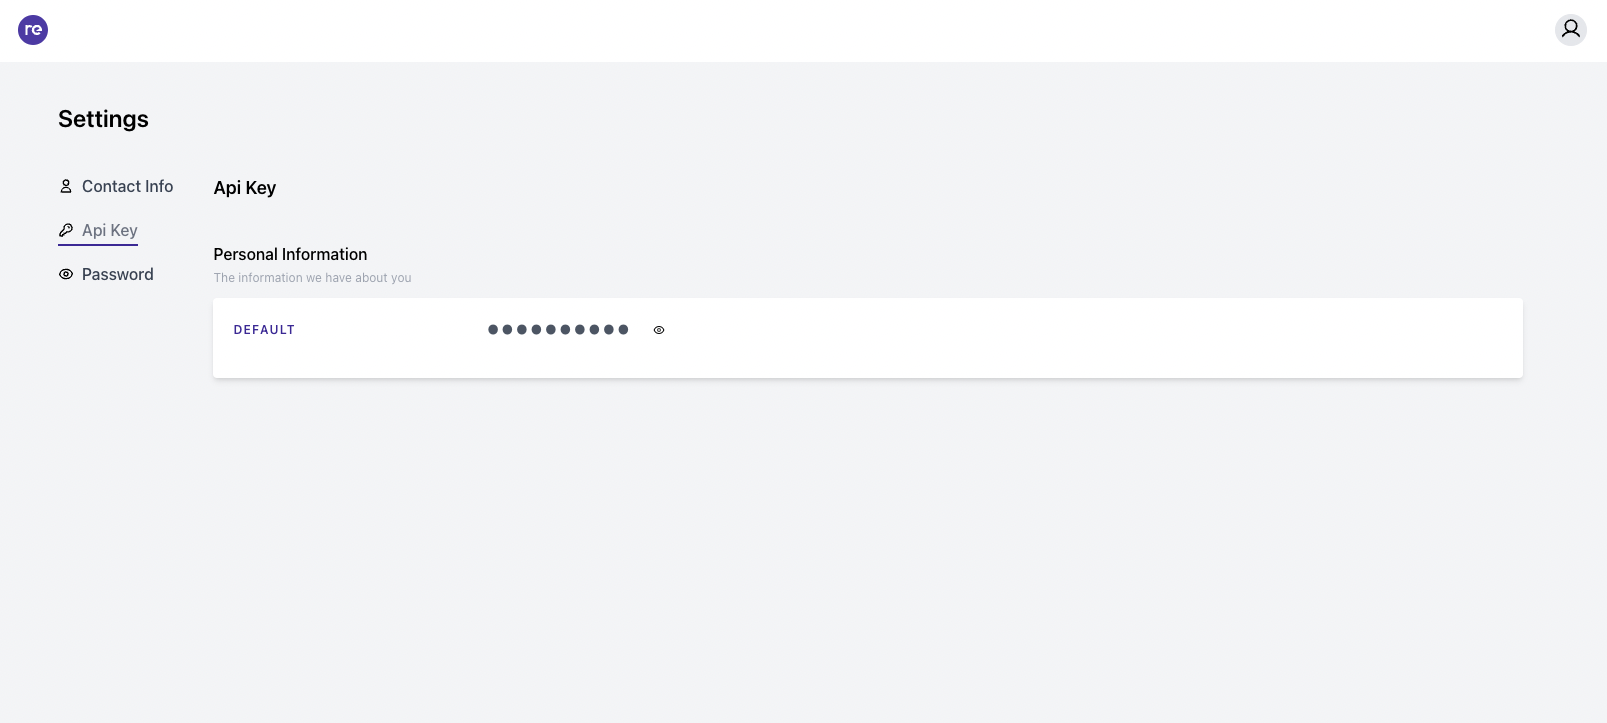 re
Settings
Contact Info
Api Key
Password
Api Key
Personal Information
The information we have about you
DEFAULT ●●●●●●●●●●